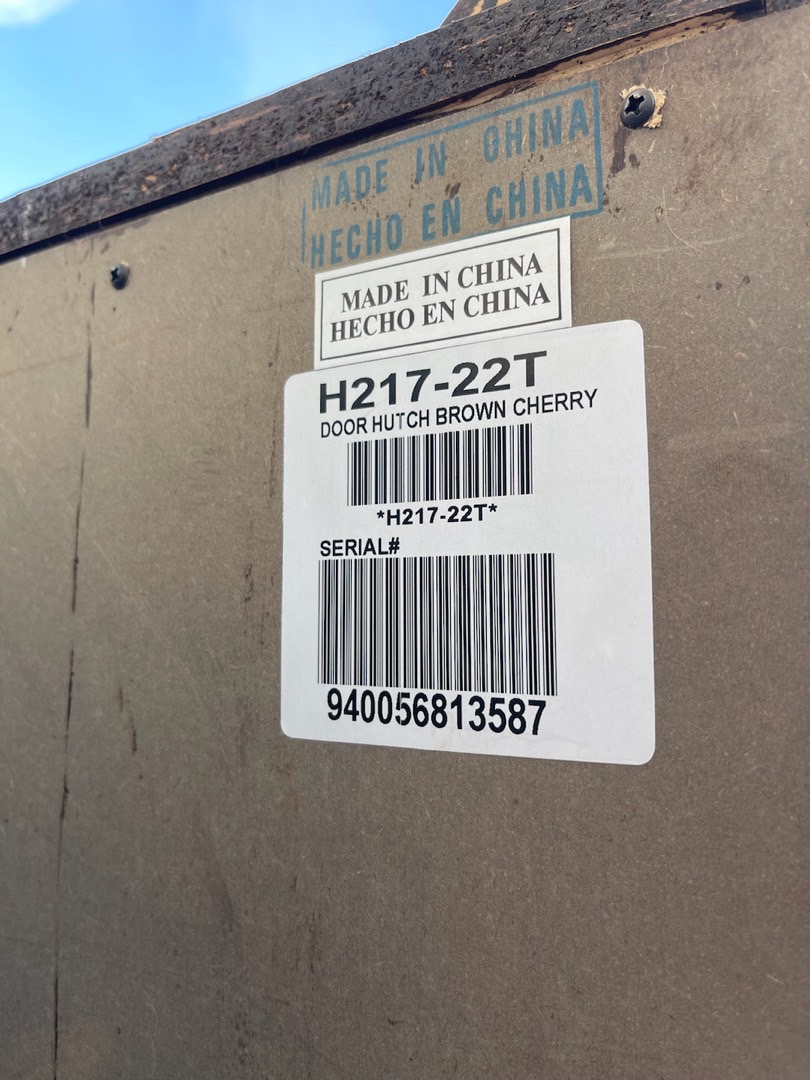 MADE IN CHINA
HECHO EN CHINA
MADE IN CHINA
HECHO EN CHINA
H217-22T
DOOR HUTCH BROWN CHERRY
*H217-22T*
SERIAL#
940056813587